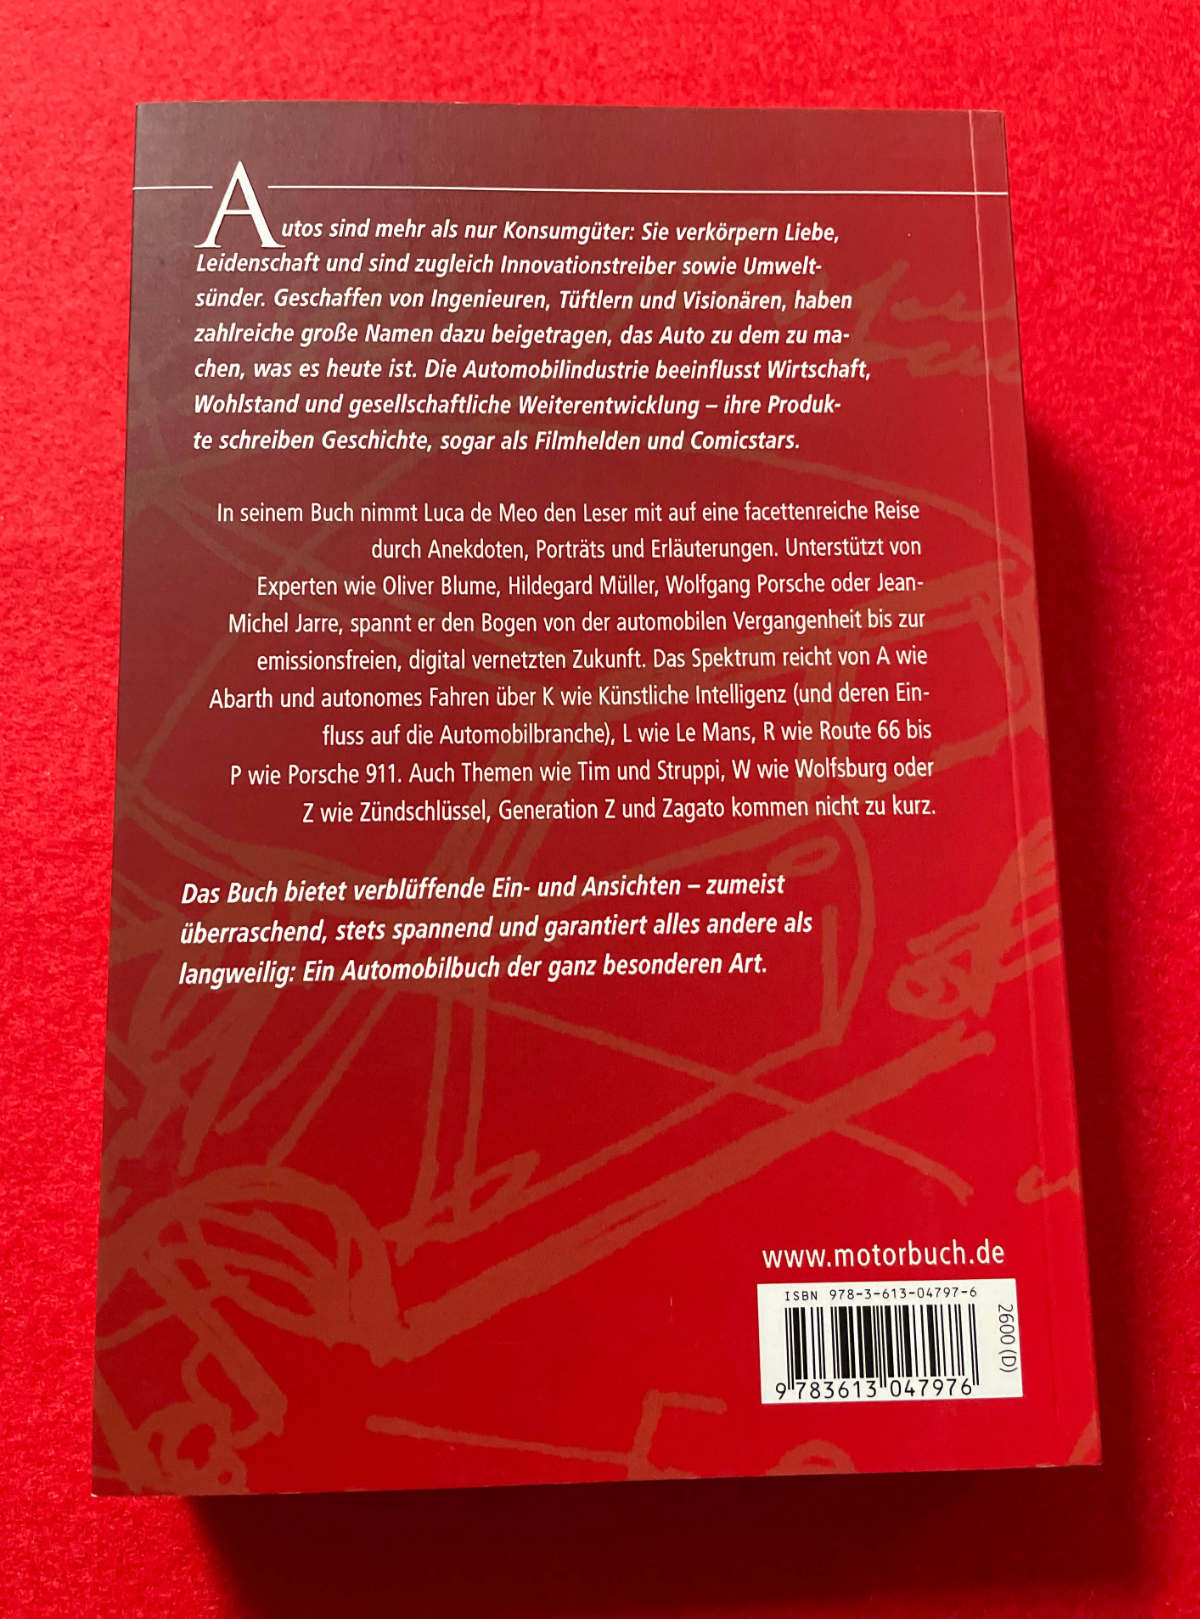 Autos sind mehr als nur Konsumgüter: Sie verkörpern Liebe,
Leidenschaft und sind zugleich Innovationstreiber sowie Umwelt-
sünder. Geschaffen von Ingenieuren, Tüftlern und Visionären, haben
zahlreiche große Namen dazu beigetragen, das Auto zu dem zu ma-
chen, was es heute ist. Die Automobilindustrie beeinflusst Wirtschaft,
Wohlstand und gesellschaftliche Weiterentwicklung – ihre Produk-
te schreiben Geschichte, sogar als Filmhelden und Comicstars.
In seinem Buch nimmt Luca de Meo den Leser mit auf eine facettenreiche Reise
durch Anekdoten, Porträts und Erläuterungen. Unterstützt von
Experten wie Oliver Blume, Hildegard Müller, Wolfgang Porsche oder Jean-
Michel Jarre, spannt er den Bogen von der automobilen Vergangenheit bis zur
emissionsfreien, digital vernetzten Zukunft. Das Spektrum reicht von A wie
Abarth und autonomes Fahren über K wie Künstliche Intelligenz (und deren Ein-
fluss auf die Automobilbranche), L wie Le Mans, R wie Route 66 bis
P wie Porsche 911. Auch Themen wie Tim und Struppi, W wie Wolfsburg oder
Z wie Zündschlüssel, Generation Z und Zagato kommen nicht zu kurz.
Das Buch bietet verblüffende Ein- und Ansichten – zumeist
überraschend, stets spannend und garantiert alles andere als
langweilig: Ein Automobilbuch der ganz besonderen Art.
www.motorbuch.de
ISBN 978-3-613-04797-6
2600 (D)
9 783613 047976